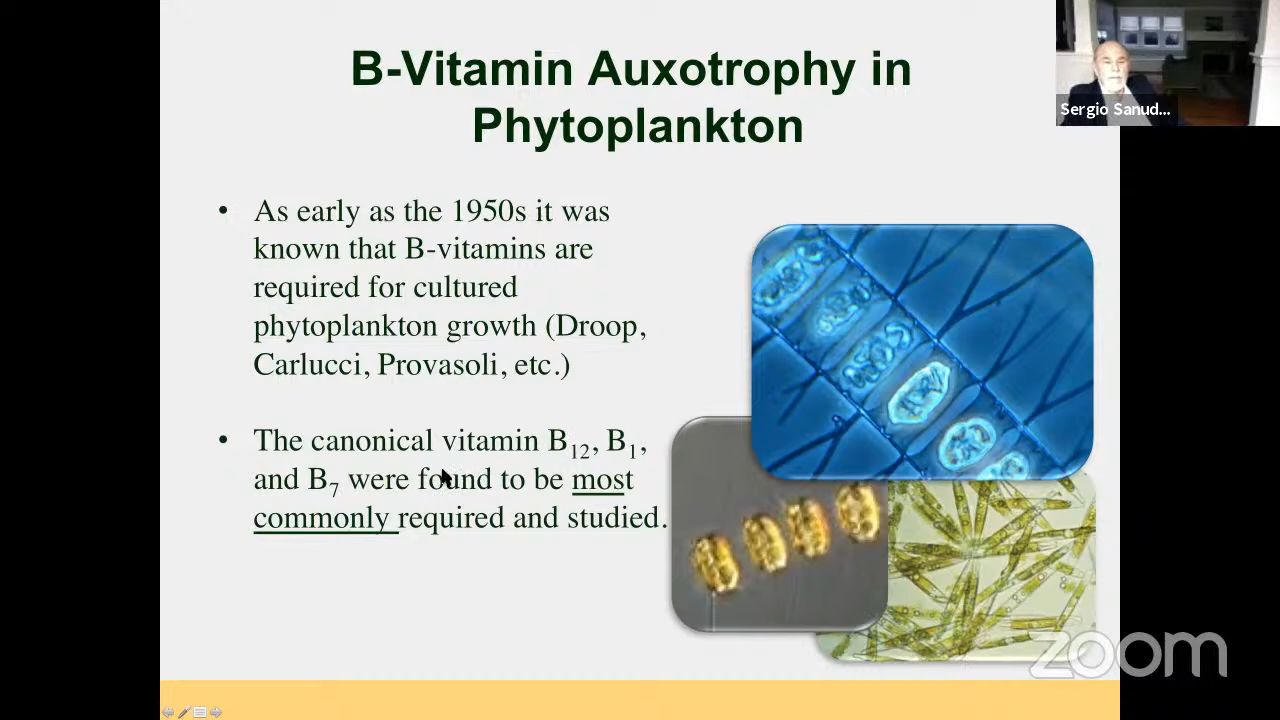 B-Vitamin Auxotrophy in
Phytoplankton
Sergio Sanud...
• As early as the 1950s it was
known that B-vitamins are
required for cultured
phytoplankton growth (Droop,
Carlucci, Provasoli, etc.)
• The canonical vitamin B₁₂, B₁,
and B₇ were found to be most
commonly required and studied.
zoom